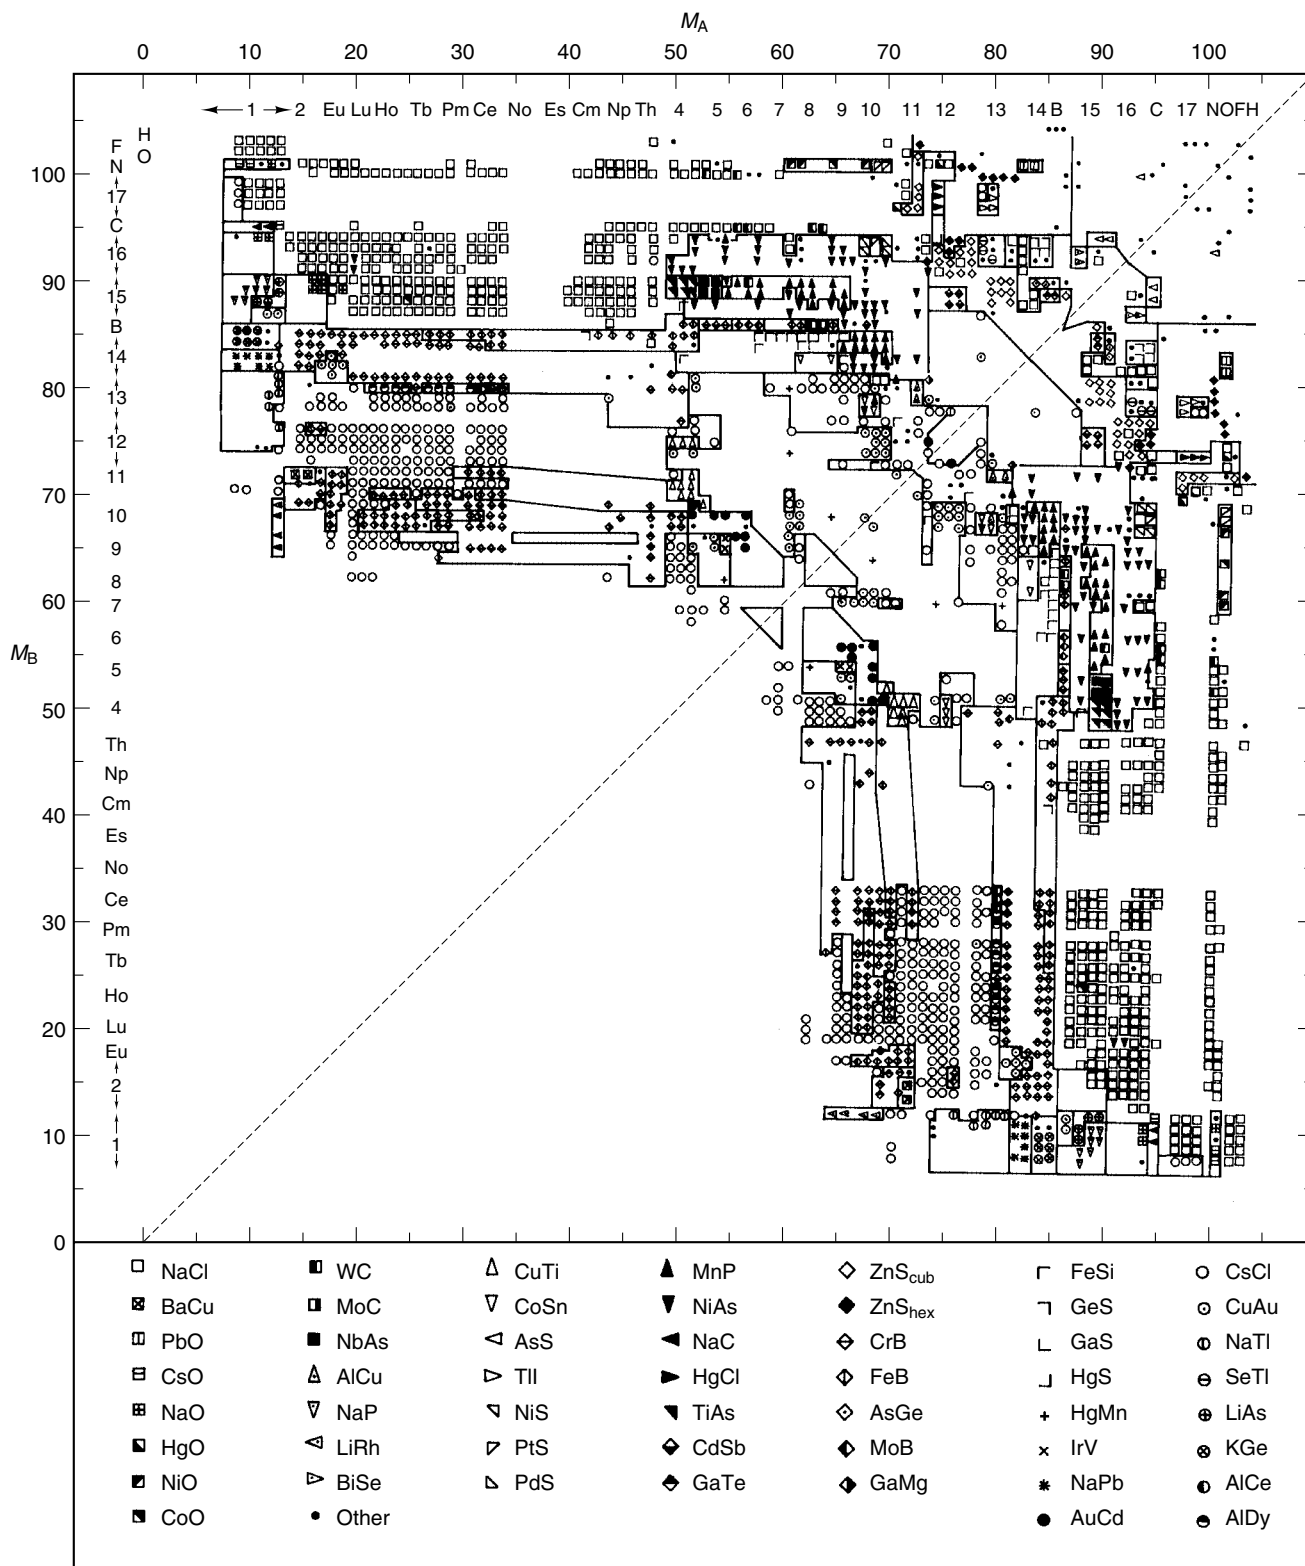 M_A
0 10 20 30 40 50 60 70 80 90 100
1 2 Eu Lu Ho Tb Pm Ce No Es Cm Np Th 4 5 6 7 8 9 10 11 12 13 14 B 15 16 C 17 N O F H
H
F
O
N
100
17
C
16
90
15
B
14
80
13
12
11
70
10
9
8
60
7
6
M_B
5
50
4
Th
Np
Cm
40
Es
No
Ce
30
Pm
Tb
Ho
20
Lu
Eu
2
10
1
0
NaCl WC CuTi MnP ZnS_cub FeSi CsCl
BaCu MoC CoSn NiAs ZnS_hex GeS CuAu
PbO NbAs AsS NaC CrB GaS NaTl
CsO AlCu TlI HgCl FeB HgS SeTl
NaO NaP NiS TiAs AsGe HgMn LiAs
HgO LiRh PtS CdSb MoB IrV KGe
NiO BiSe PdS GaTe GaMg NaPb AlCe
CoO Other AuCd AlDy